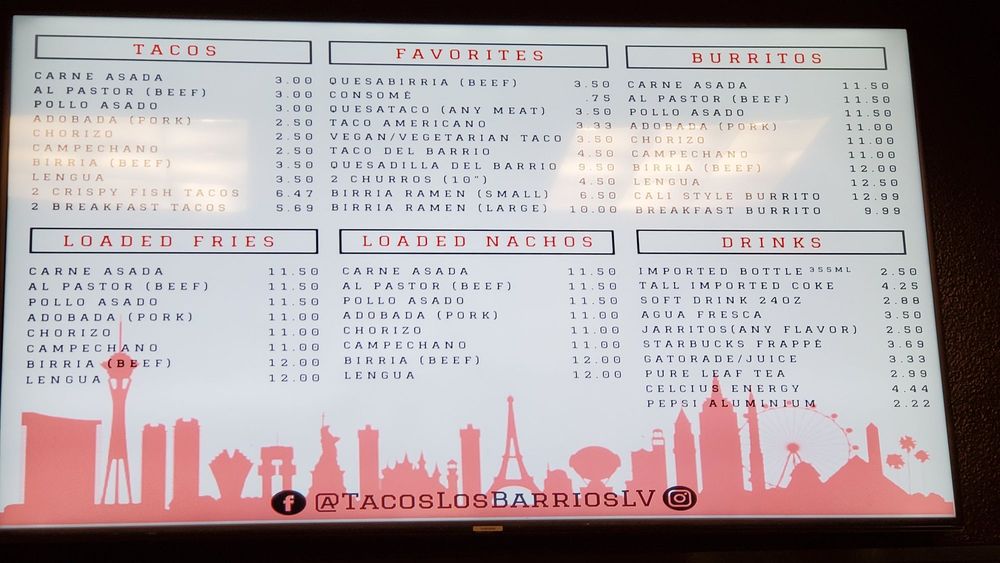 TACOS
CARNE ASADA 3.00
AL PASTOR (BEEF) 3.00
POLLO ASADO 3.00
ADOBADA (PORK) 2.50
CHORIZO 2.50
CAMPECHANO 2.50
BIRRIA (BEEF) 3.50
LENGUA 3.50
2 CRISPY FISH TACOS 6.47
2 BREAKFAST TACOS 5.69
FAVORITES
QUESABIRRIA (BEEF) 3.50
CONSOMÉ .75
QUESATACO (ANY MEAT) 3.50
TACO AMERICANO 3.33
VEGAN/VEGETARIAN TACO 3.50
TACO DEL BARRIO 4.50
QUESADILLA DEL BARRIO 9.50
2 CHURROS (10") 4.50
BIRRIA RAMEN (SMALL) 6.50
BIRRIA RAMEN (LARGE) 10.00
BURRITOS
CARNE ASADA 11.50
AL PASTOR (BEEF) 11.50
POLLO ASADO 11.50
ADOBADA (PORK) 11.00
CHORIZO 11.00
CAMPECHANO 11.00
BIRRIA (BEEF) 12.00
LENGUA 12.50
CALI STYLE BURRITO 12.99
BREAKFAST BURRITO 9.99
LOADED FRIES
CARNE ASADA 11.50
AL PASTOR (BEEF) 11.50
POLLO ASADO 11.50
ADOBADA (PORK) 11.00
CHORIZO 11.00
CAMPECHANO 11.00
BIRRIA (BEEF) 12.00
LENGUA 12.00
LOADED NACHOS
CARNE ASADA 11.50
AL PASTOR (BEEF) 11.50
POLLO ASADO 11.50
ADOBADA (PORK) 11.00
CHORIZO 11.00
CAMPECHANO 11.00
BIRRIA (BEEF) 12.00
LENGUA 12.00
DRINKS
IMPORTED BOTTLE 355ML 2.50
TALL IMPORTED COKE 4.25
SOFT DRINK 24OZ 2.88
AGUA FRESCA 3.50
JARRITOS(ANY FLAVOR) 2.50
STARBUCKS FRAPPÉ 3.69
GATORADE/JUICE 3.33
PURE LEAF TEA 2.99
CELCIUS ENERGY 4.44
PEPSI ALUMINIUM 2.22
@TACOSLOSBARRIOSLV